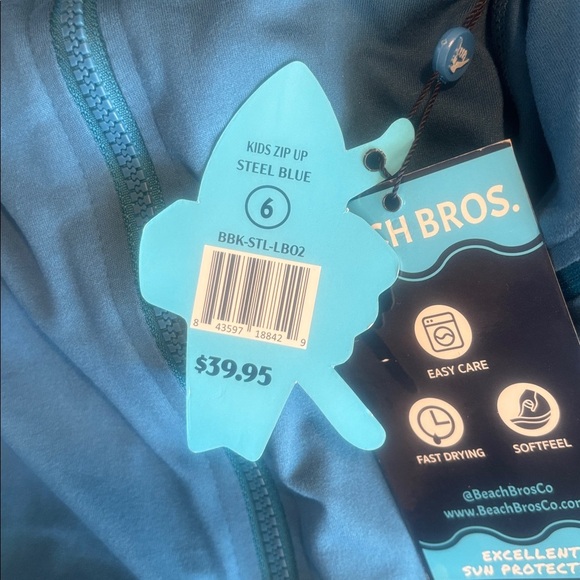 KIDS ZIP UP
STEEL BLUE
6
BBK-STL-LB02
8 43597 18842 9
$39.95
CH BROS.
EASY CARE
FAST DRYING
SOFTFEEL
@BeachBrosCo
www.BeachBrosCo.com
EXCELLENT
SUN PROTECT